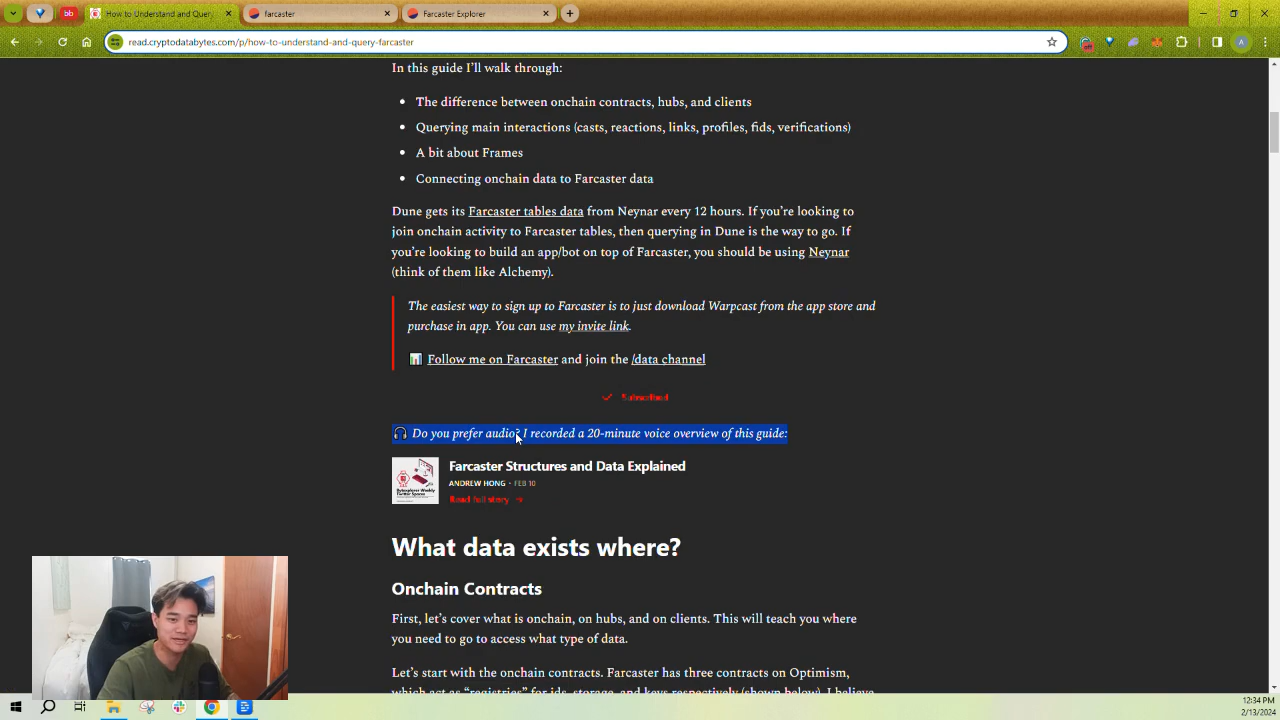 How to Understand and Query
farcaster
Farcaster Explorer
read.cryptodatabytes.com/p/how-to-understand-and-query-farcaster
In this guide I'll walk through:
• The difference between onchain contracts, hubs, and clients
• Querying main interactions (casts, reactions, links, profiles, fids, verifications)
• A bit about Frames
• Connecting onchain data to Farcaster data
Dune gets its Farcaster tables data from Neynar every 12 hours. If you're looking to
join onchain activity to Farcaster tables, then querying in Dune is the way to go. If
you're looking to build an app/bot on top of Farcaster, you should be using Neynar
(think of them like Alchemy).
The easiest way to sign up to Farcaster is to just download Warpcast from the app store and
purchase in app. You can use my invite link.
📊 Follow me on Farcaster and join the /data channel
Subscribed
🎧 Do you prefer audio? I recorded a 20-minute voice overview of this guide:
Farcaster Structures and Data Explained
ANDREW HONG • FEB 10
Read full story →
What data exists where?
Onchain Contracts
First, let's cover what is onchain, on hubs, and on clients. This will teach you where
you need to go to access what type of data.
Let's start with the onchain contracts. Farcaster has three contracts on Optimism,
which act as "registries" for ids, storage, and keys respectively (shown below). I believe
12:34 PM
2/13/2024